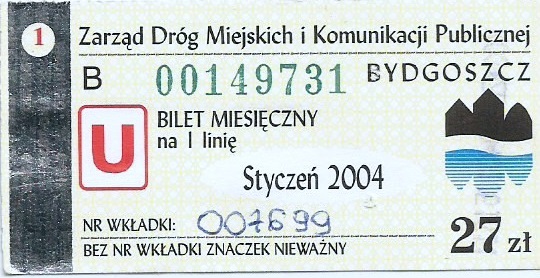 1 Zarząd Dróg Miejskich i Komunikacji Publicznej
B 00149731 BYDGOSZCZ
U BILET MIESIĘCZNY
na 1 linię
Styczeń 2004
NR WKŁADKI: 007699
BEZ NR WKŁADKI ZNACZEK NIEWAŻNY
27 zł